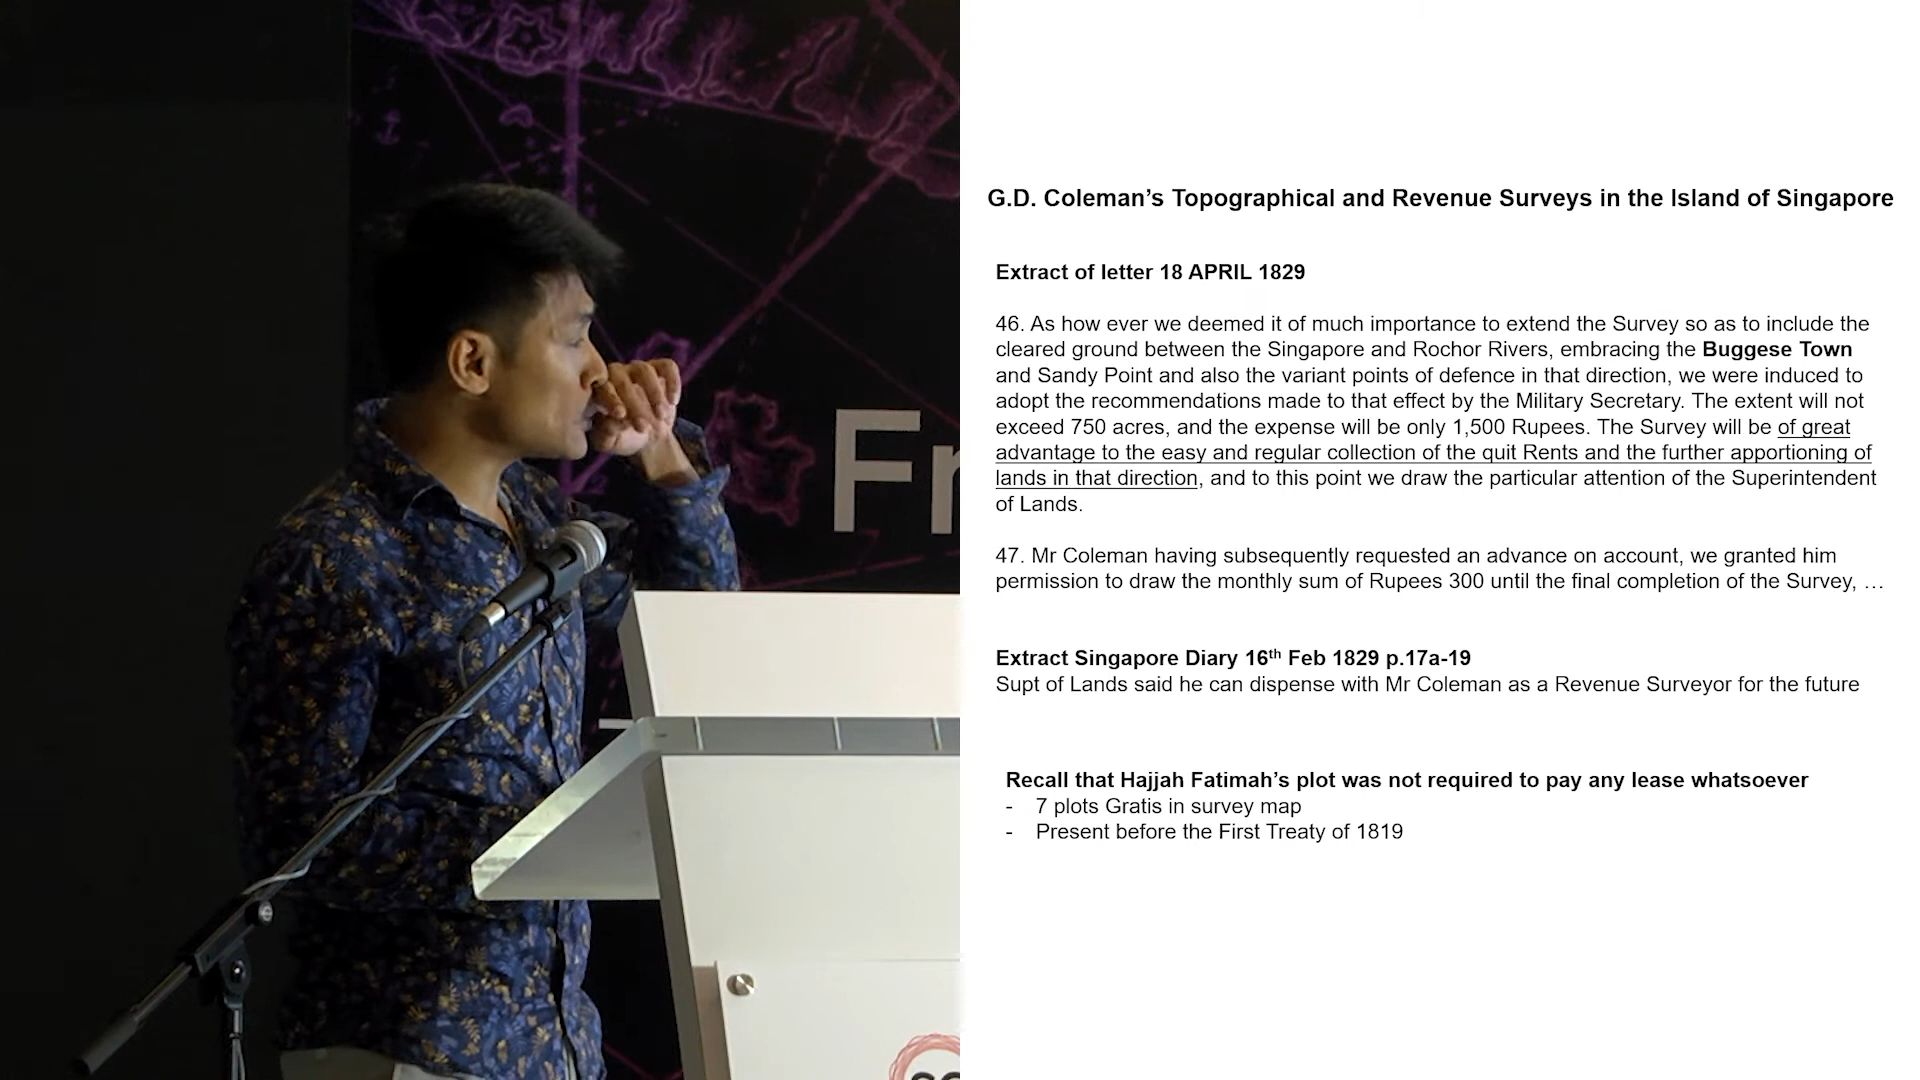 Fr
G.D. Coleman’s Topographical and Revenue Surveys in the Island of Singapore
Extract of letter 18 APRIL 1829
46. As how ever we deemed it of much importance to extend the Survey so as to include the
cleared ground between the Singapore and Rochor Rivers, embracing the Buggese Town
and Sandy Point and also the variant points of defence in that direction, we were induced to
adopt the recommendations made to that effect by the Military Secretary. The extent will not
exceed 750 acres, and the expense will be only 1,500 Rupees. The Survey will be of great
advantage to the easy and regular collection of the quit Rents and the further apportioning of
lands in that direction, and to this point we draw the particular attention of the Superintendent
of Lands.
47. Mr Coleman having subsequently requested an advance on account, we granted him
permission to draw the monthly sum of Rupees 300 until the final completion of the Survey, …
Extract Singapore Diary 16th Feb 1829 p.17a-19
Supt of Lands said he can dispense with Mr Coleman as a Revenue Surveyor for the future
Recall that Hajjah Fatimah’s plot was not required to pay any lease whatsoever
- 7 plots Gratis in survey map
- Present before the First Treaty of 1819